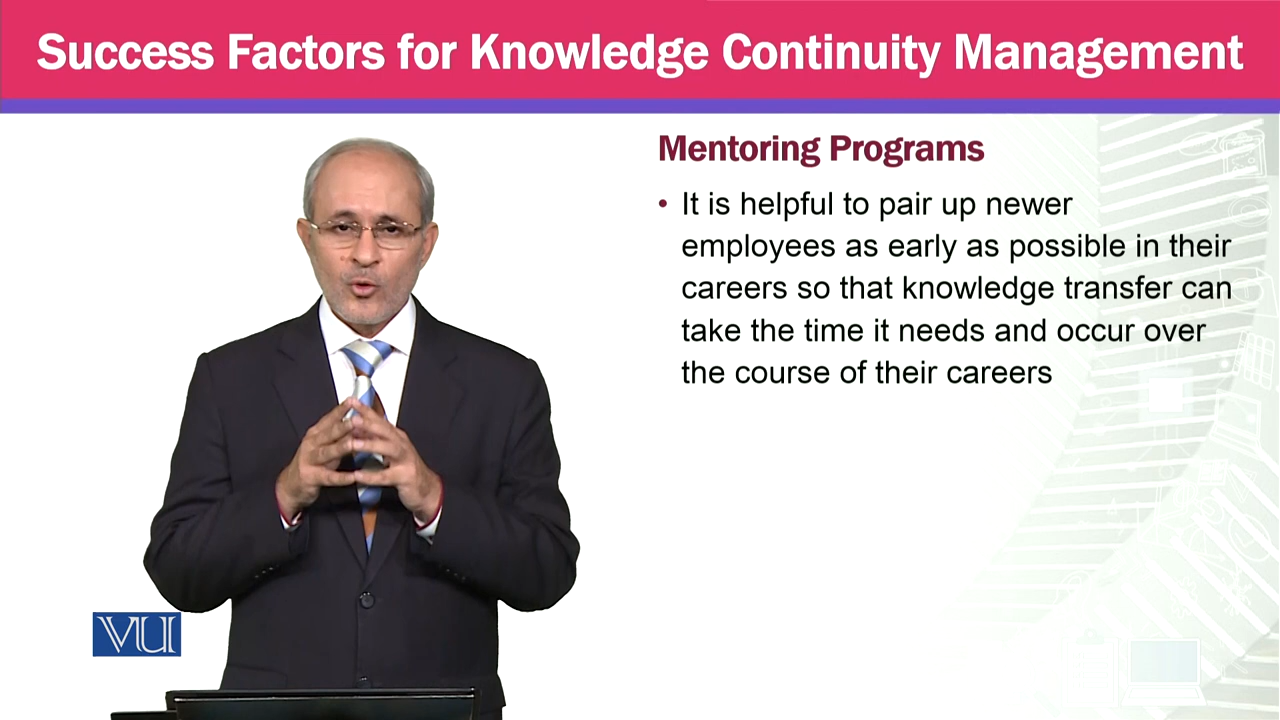 Success Factors for Knowledge Continuity Management
Mentoring Programs
• It is helpful to pair up newer
employees as early as possible in their
careers so that knowledge transfer can
take the time it needs and occur over
the course of their careers
VU